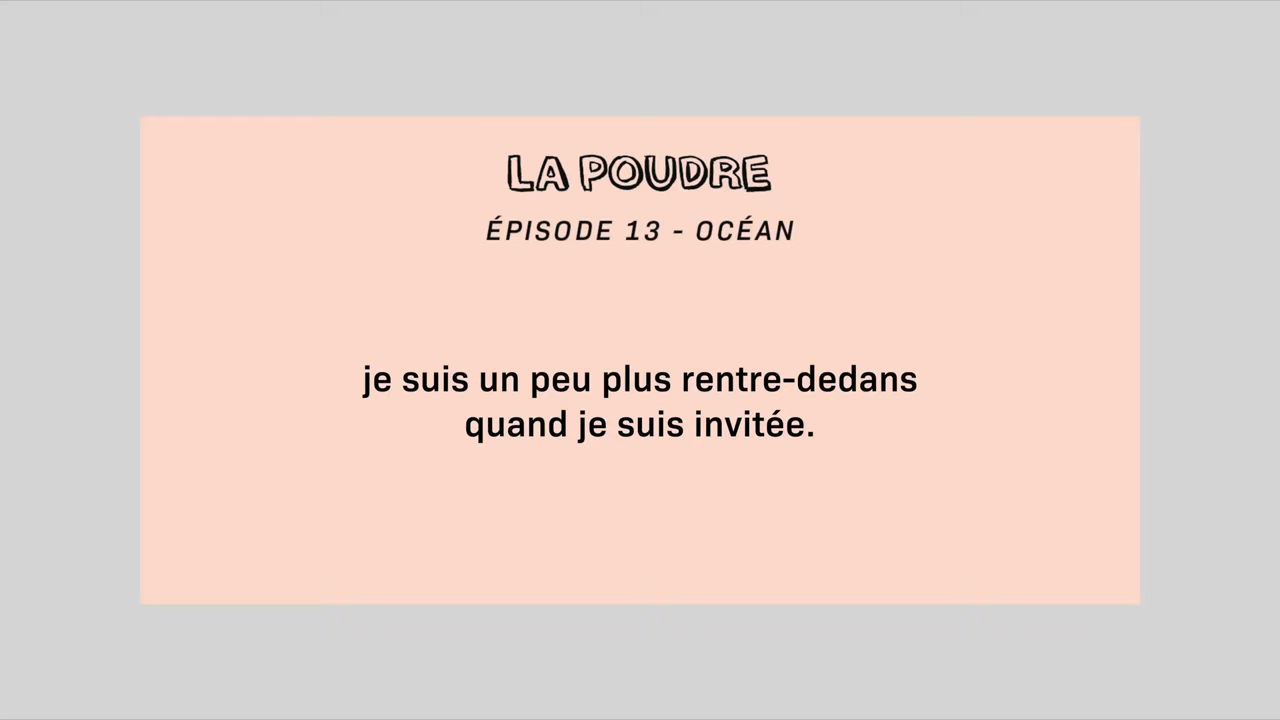 LA POUDRE
ÉPISODE 13 - OCÉAN
je suis un peu plus rentre-dedans
quand je suis invitée.